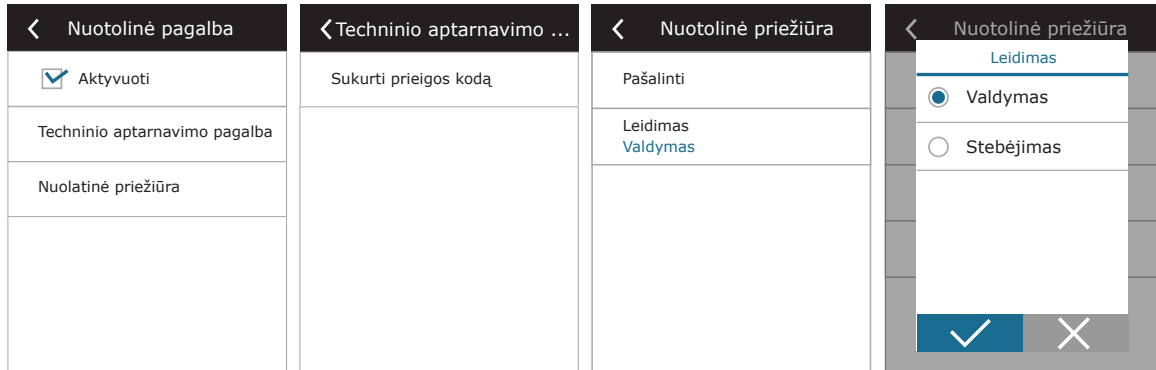 Nuotolinė pagalba
Aktyvuoti
Techninio aptarnavimo pagalba
Nuolatinė priežiūra
Techninio aptarnavimo ...
Sukurti prieigos kodą
Nuotolinė priežiūra
Pašalinti
Leidimas
Valdymas
Nuotolinė priežiūra
Leidimas
Valdymas
Stebėjimas